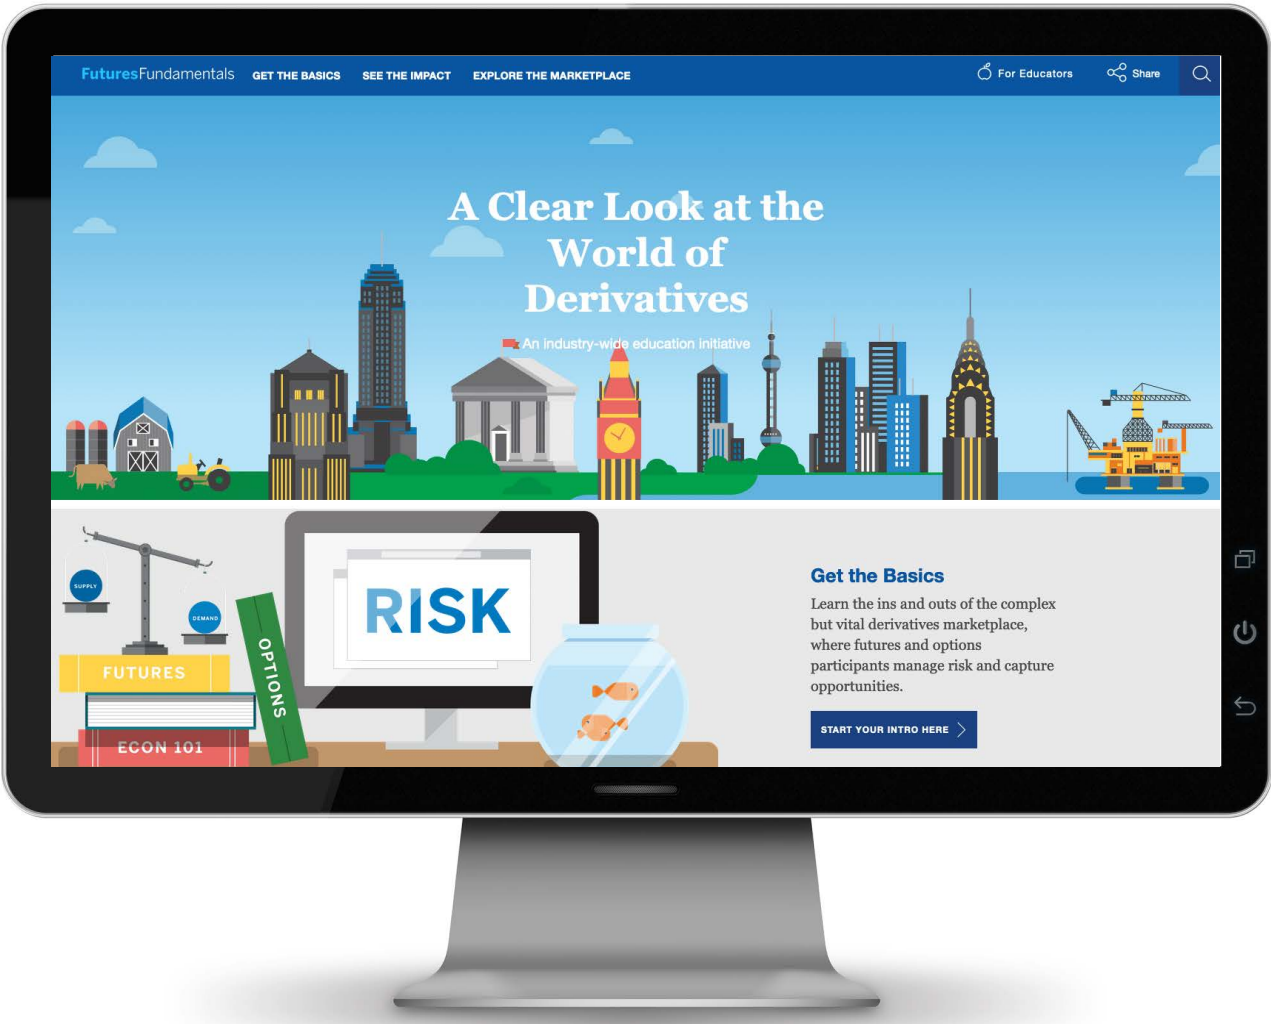 FuturesFundamentals GET THE BASICS SEE THE IMPACT EXPLORE THE MARKETPLACE For Educators Share
A Clear Look at the
World of
Derivatives
An industry-wide education initiative
SUPPLY
DEMAND
FUTURES
ECON 101
OPTIONS
RISK
Get the Basics
Learn the ins and outs of the complex
but vital derivatives marketplace,
where futures and options
participants manage risk and capture
opportunities.
START YOUR INTRO HERE